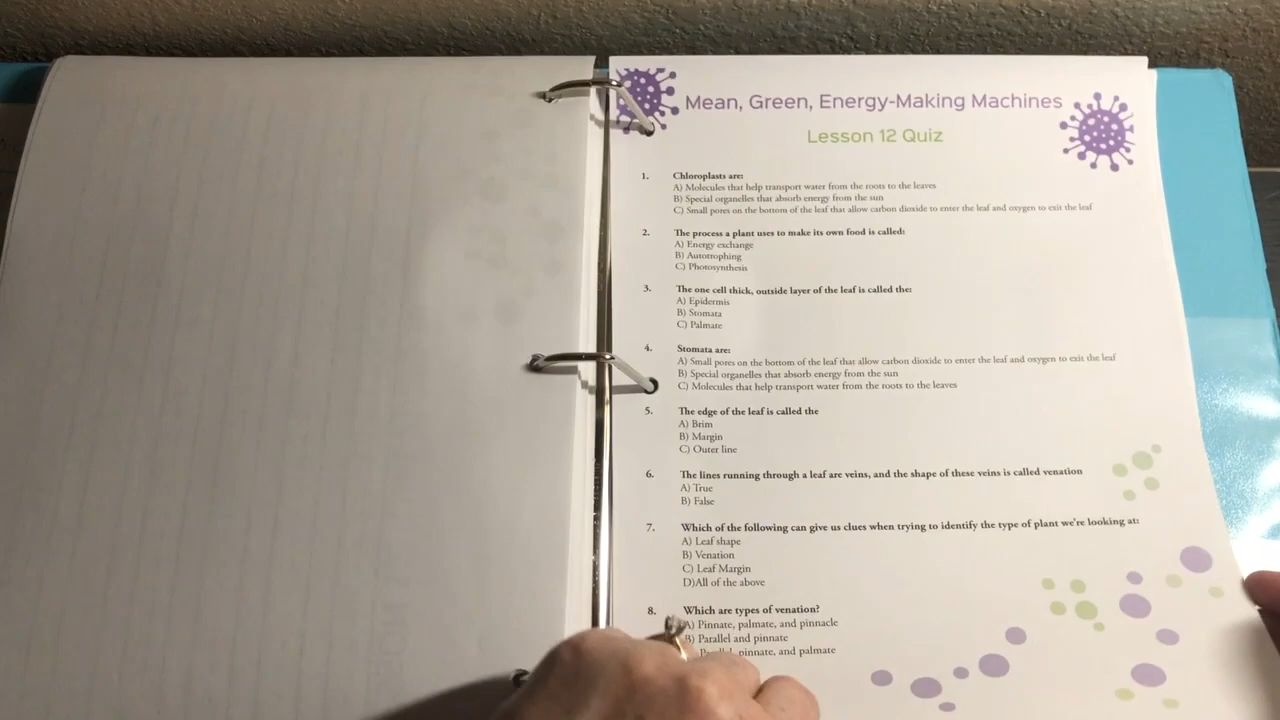 Mean, Green, Energy-Making Machines
Lesson 12 Quiz
1. Chloroplasts are:
A) Molecules that help transport water from the roots to the leaves
B) Special organelles that absorb energy from the sun
C) Small pores on the bottom of the leaf that allow carbon dioxide to enter the leaf and oxygen to exit the leaf
2. The process a plant uses to make its own food is called:
A) Energy exchange
B) Autotrophing
C) Photosynthesis
3. The one cell thick, outside layer of the leaf is called the:
A) Epidermis
B) Stomata
C) Palmate
4. Stomata are:
A) Small pores on the bottom of the leaf that allow carbon dioxide to enter the leaf and oxygen to exit the leaf
B) Special organelles that absorb energy from the sun
C) Molecules that help transport water from the roots to the leaves
5. The edge of the leaf is called the
A) Brim
B) Margin
C) Outer line
6. The lines running through a leaf are veins, and the shape of these veins is called venation
A) True
B) False
7. Which of the following can give us clues when trying to identify the type of plant we're looking at:
A) Leaf shape
B) Venation
C) Leaf Margin
D)All of the above
8. Which are types of venation?
A) Pinnate, palmate, and pinnacle
B) Parallel and pinnate
pinnate, and palmate